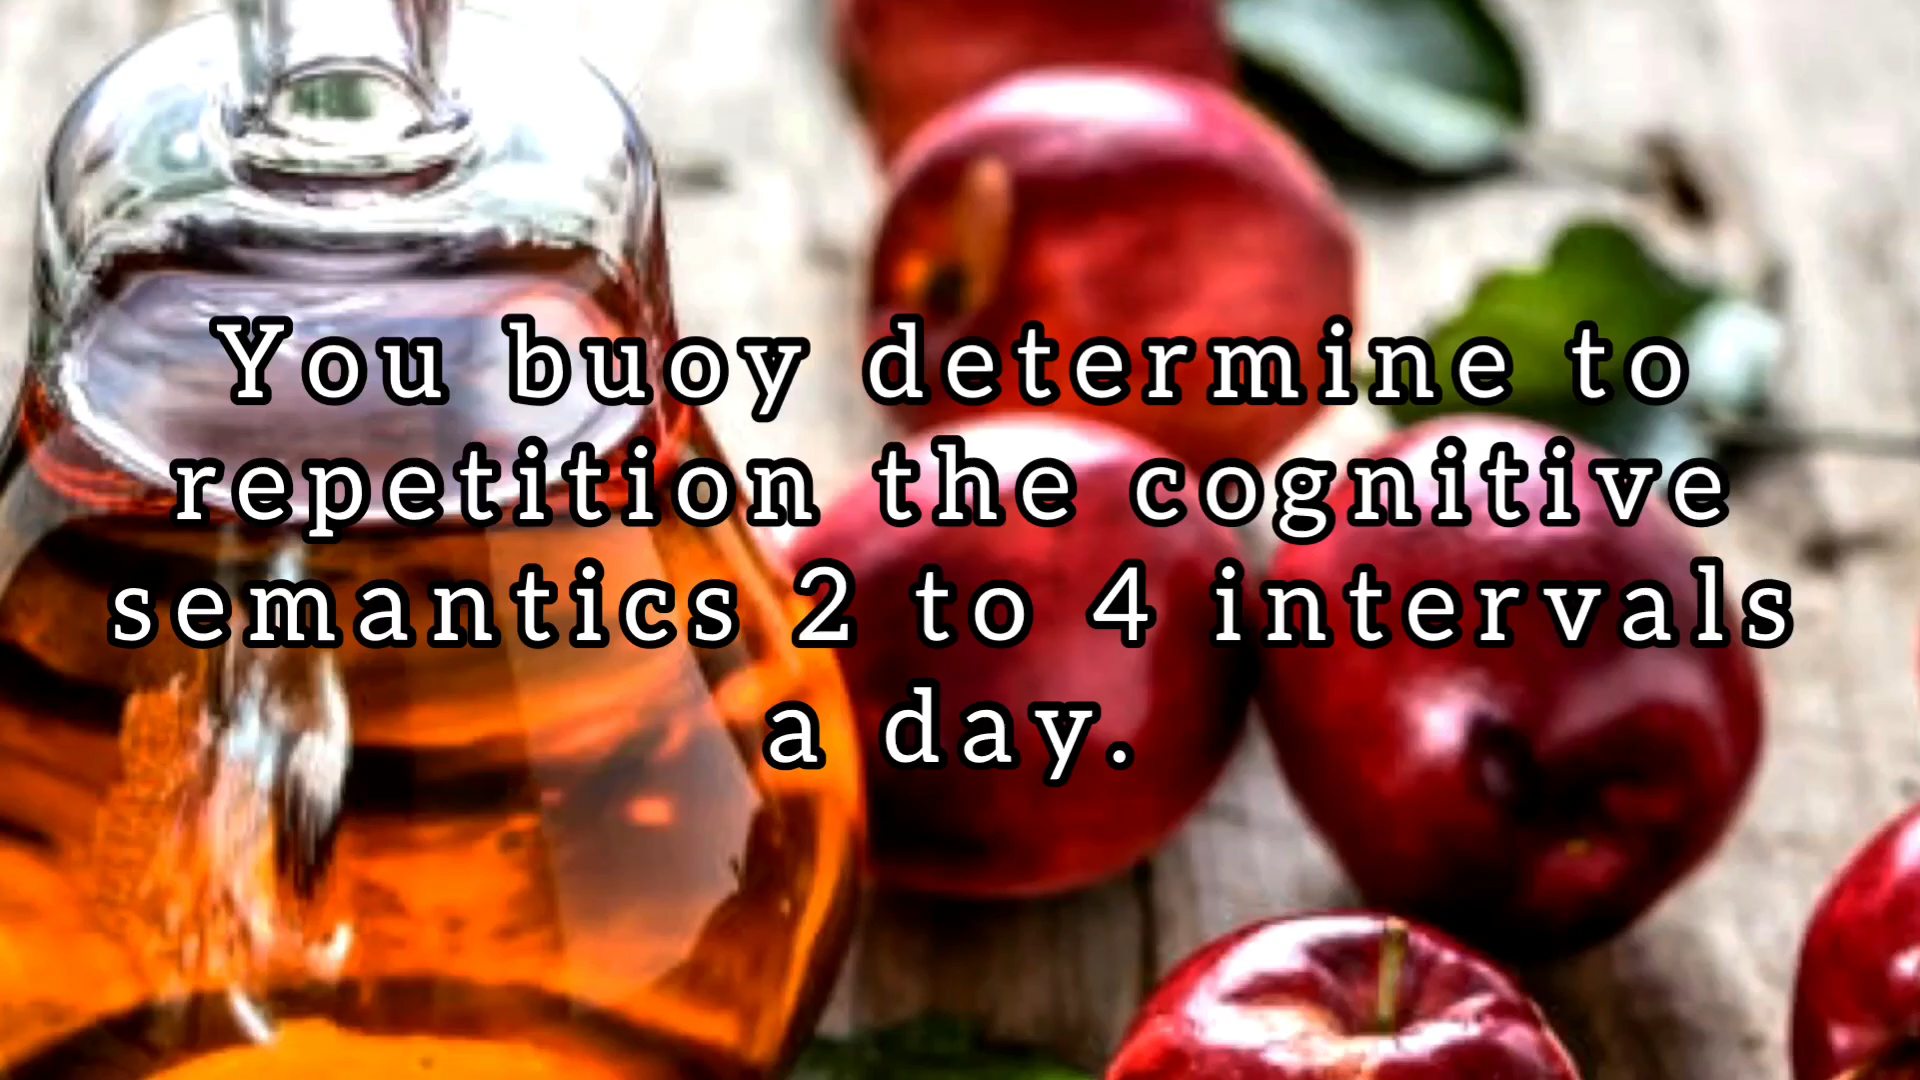 You buoy determine to
repetition the cognitive
semantics 2 to 4 intervals
a day.